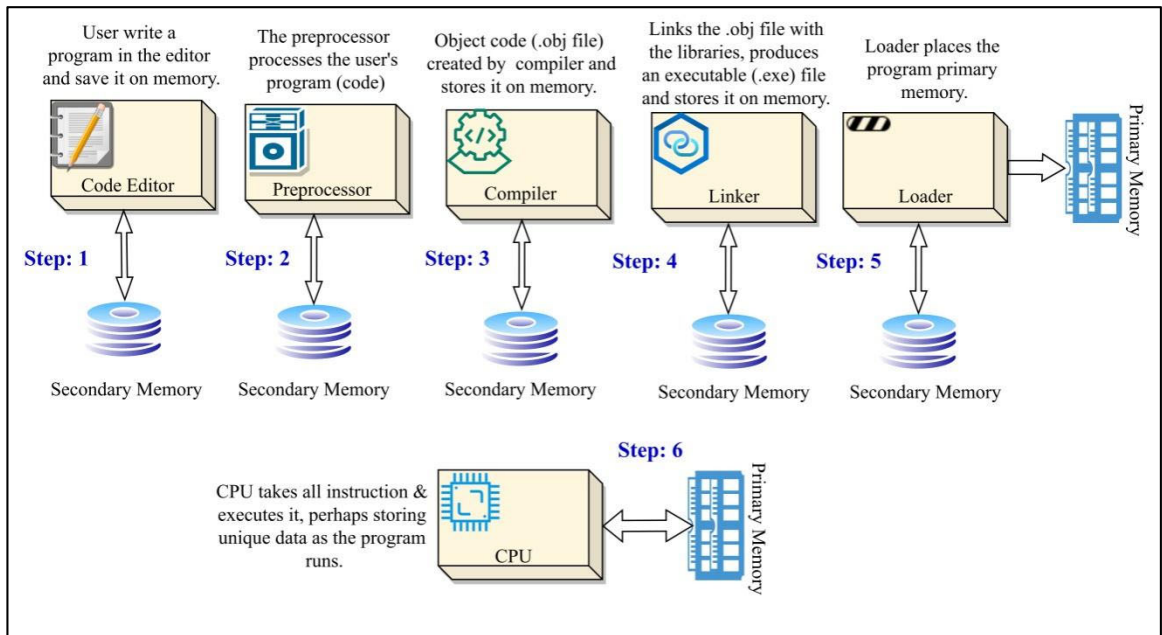 User write a
program in the editor
and save it on memory.
The preprocessor
processes the user's
program (code)
Object code (.obj file)
created by compiler and
stores it on memory.
Links the .obj file with
the libraries, produces
an executable (.exe) file
and stores it on memory.
Loader places the
program primary
memory.
Code Editor
Preprocessor
Compiler
Linker
Loader
Primary Memory
Step: 1
Step: 2
Step: 3
Step: 4
Step: 5
Secondary Memory
Secondary Memory
Secondary Memory
Secondary Memory
Secondary Memory
Step: 6
CPU takes all instruction &
executes it, perhaps storing
unique data as the program
runs.
CPU
Primary Memory